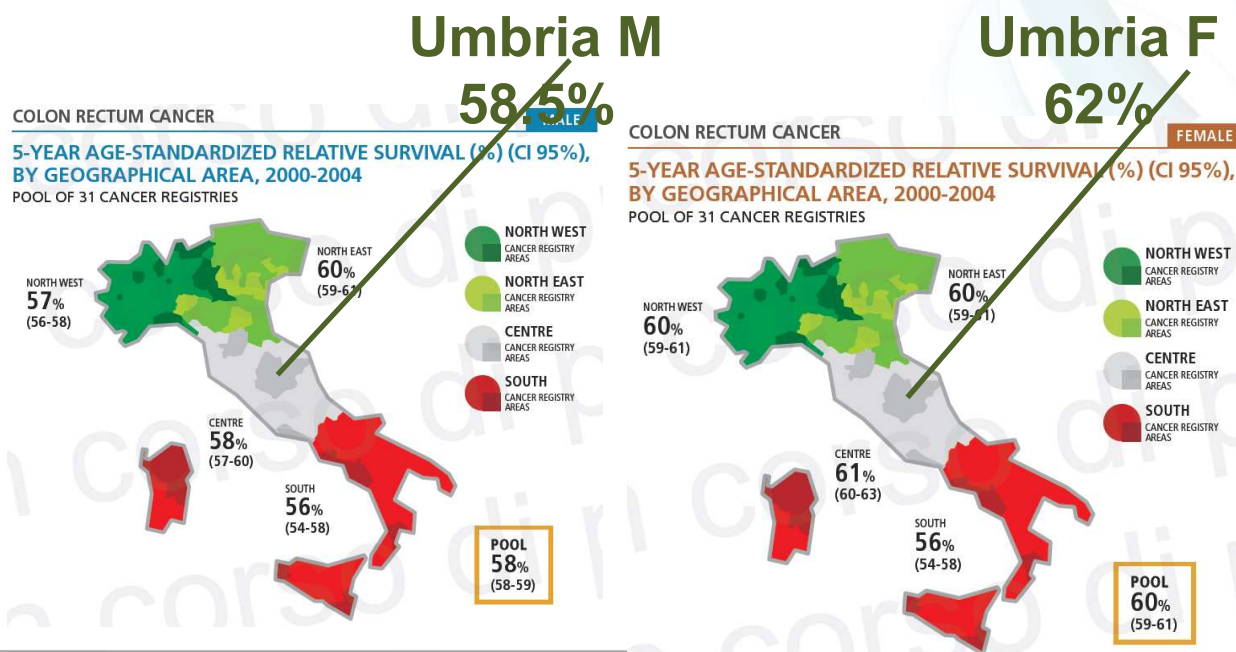 Umbria M
58.5%
COLON RECTUM CANCER
MALE
5-YEAR AGE-STANDARDIZED RELATIVE SURVIVAL (%) (CI 95%),
BY GEOGRAPHICAL AREA, 2000-2004
POOL OF 31 CANCER REGISTRIES
NORTH WEST
57%
(56-58)
NORTH EAST
60%
(59-61)
CENTRE
58%
(57-60)
SOUTH
56%
(54-58)
NORTH WEST
CANCER REGISTRY
AREAS
NORTH EAST
CANCER REGISTRY
AREAS
CENTRE
CANCER REGISTRY
AREAS
SOUTH
CANCER REGISTRY
AREAS
POOL
58%
(58-59)
Umbria F
62%
COLON RECTUM CANCER
FEMALE
5-YEAR AGE-STANDARDIZED RELATIVE SURVIVAL (%) (CI 95%),
BY GEOGRAPHICAL AREA, 2000-2004
POOL OF 31 CANCER REGISTRIES
NORTH WEST
60%
(59-61)
NORTH EAST
60%
(59-61)
CENTRE
61%
(60-63)
SOUTH
56%
(54-58)
NORTH WEST
CANCER REGISTRY
AREAS
NORTH EAST
CANCER REGISTRY
AREAS
CENTRE
CANCER REGISTRY
AREAS
SOUTH
CANCER REGISTRY
AREAS
POOL
60%
(59-61)